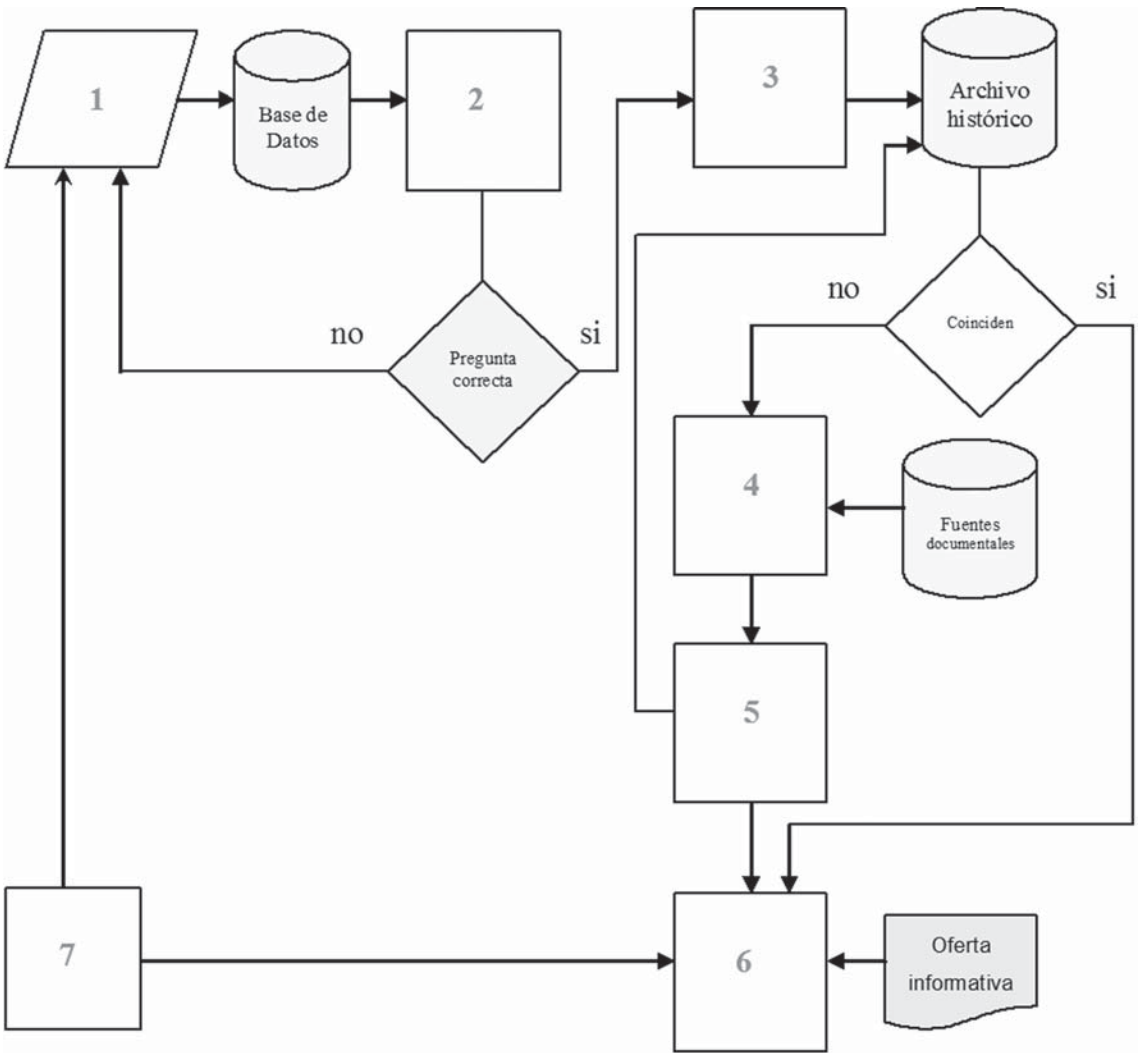 1
Base de
Datos
2
3
Archivo
histórico
no
Pregunta
correcta
si
no
Coinciden
si
4
Fuentes
documentales
5
7
6
Oferta
informativa